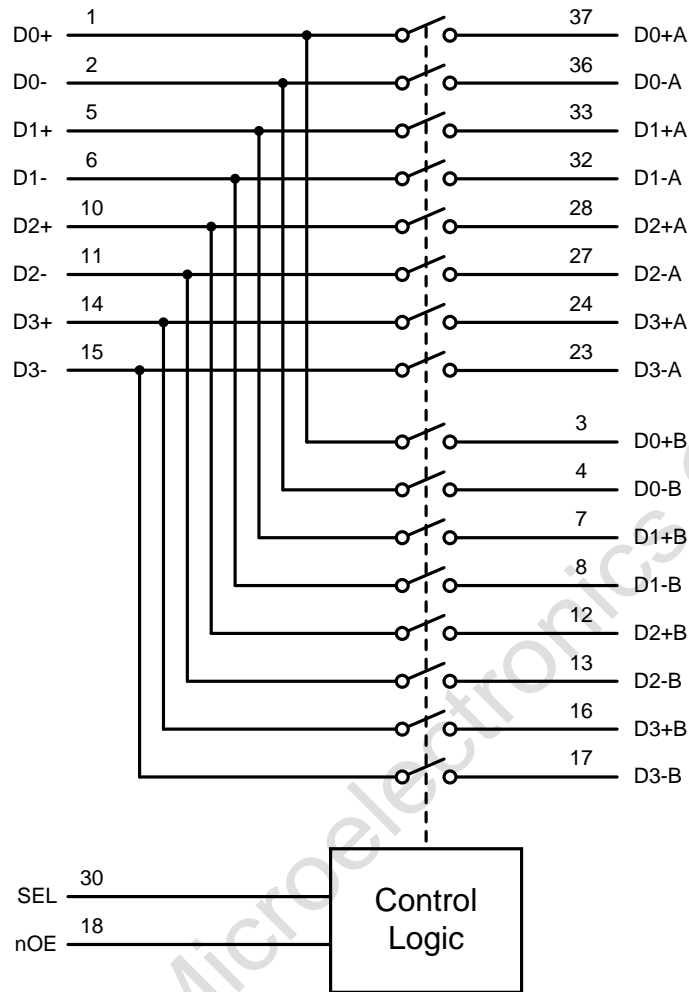 D0+ 1 37 D0+A
D0- 2 36 D0-A
D1+ 5 33 D1+A
D1- 6 32 D1-A
D2+ 10 28 D2+A
D2- 11 27 D2-A
D3+ 14 24 D3+A
D3- 15 23 D3-A
3 D0+B
4 D0-B
7 D1+B
8 D1-B
12 D2+B
13 D2-B
16 D3+B
17 D3-B
SEL 30
nOE 18
Control
Logic
Microelectronics